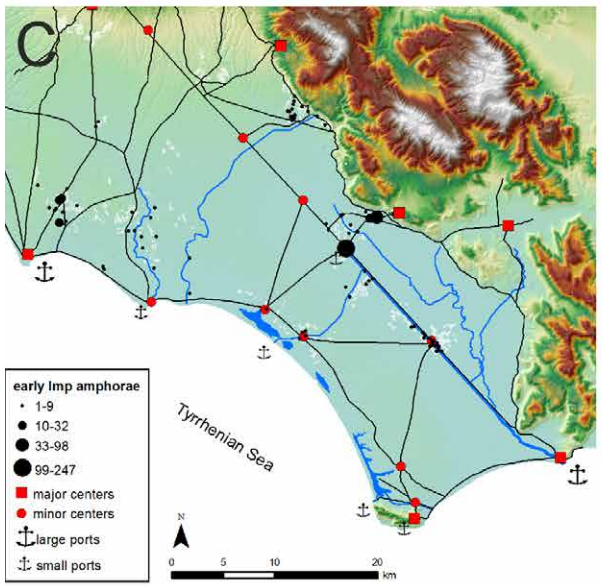 C
early Imp amphorae
1-9
10-32
33-98
99-247
major centers
minor centers
large ports
small ports
Tyrrhenian Sea
N
0 5 10 20
km